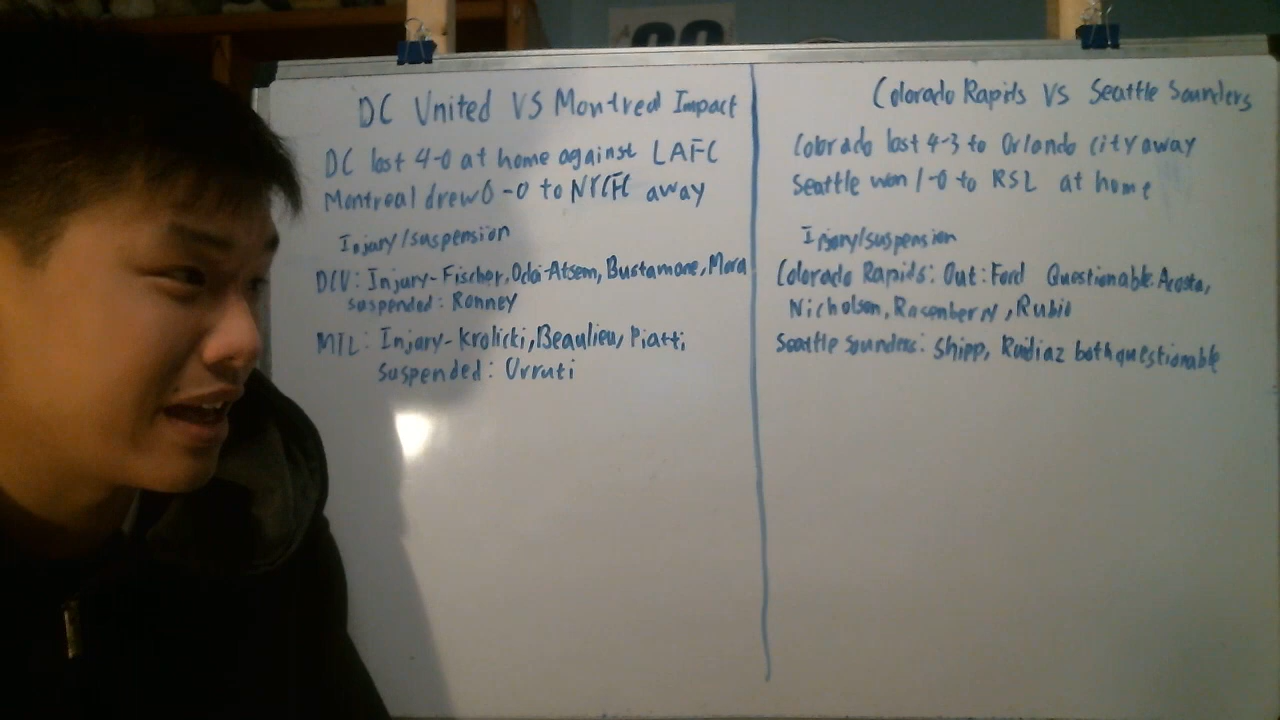 DC United VS Montreal Impact
DC lost 4-0 at home against LAFC
Montreal drew 0-0 to NYCFC away
Injury/suspension
DCU: Injury-Fischer, Odoi-Atsem, Bustamane, Mora
suspended: Ronney
MTL: Injury-Krolicki, Beaulieu, Piatti,
suspended: Urruti
Colorado Rapids VS Seattle Sounders
Colorado lost 4-3 to Orlando city away
Seattle won 1-0 to RSL at home
Injury/suspension
Colorado Rapids: Out: Ford Questionable: Acosta,
Nicholson, Rosenberry, Rubio
Seattle Sounders: Shipp, Ruidiaz both questionable